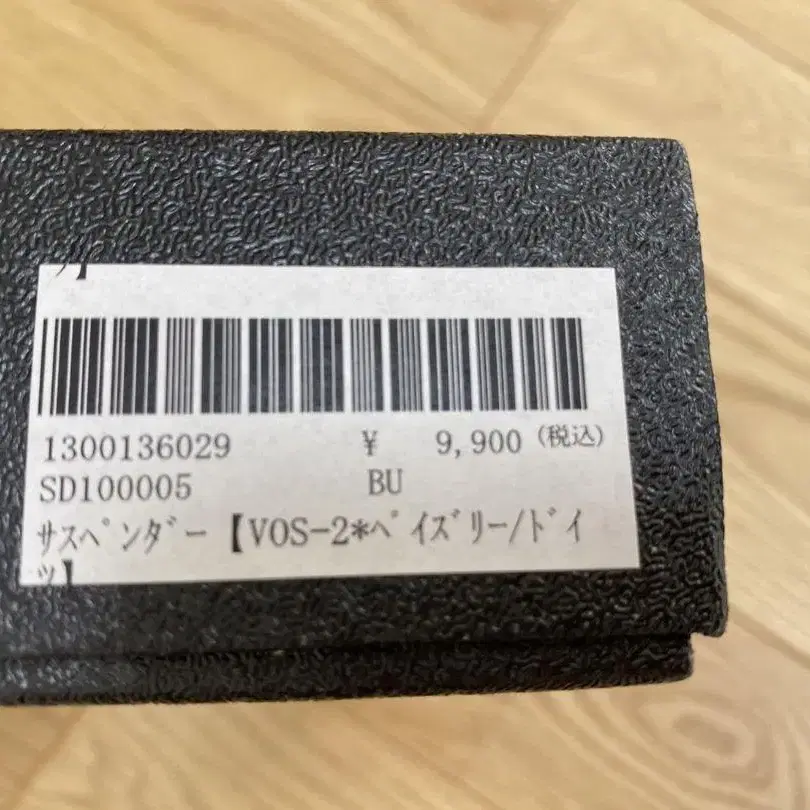 ツ】
1300136029 ¥ 9,900 (税込)
SD100005 BU
サスペンダー【VOS-2*ペイズリー/ドイ
ツ】